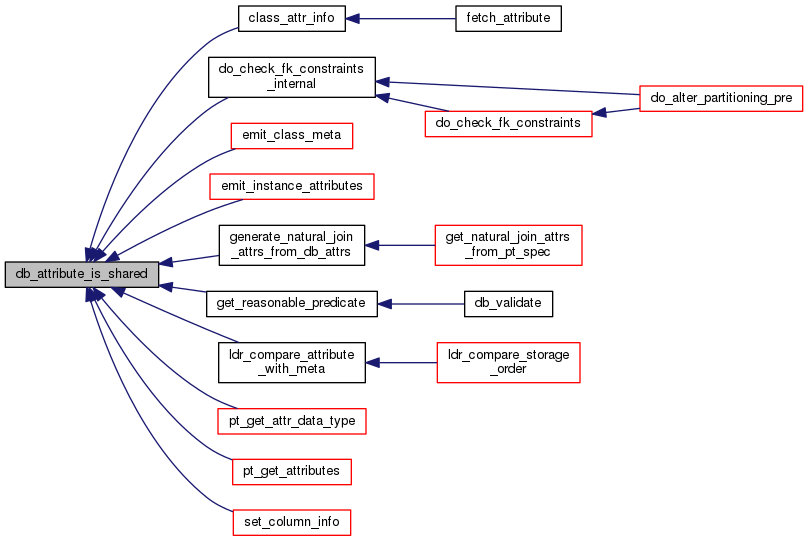 class_attr_info
fetch_attribute
do_check_fk_constraints
_internal
do_alter_partitioning_pre
do_check_fk_constraints
emit_class_meta
emit_instance_attributes
generate_natural_join
_attrs_from_db_attrs
get_natural_join_attrs
_from_pt_spec
db_attribute_is_shared
get_reasonable_predicate
db_validate
ldr_compare_attribute
_with_meta
ldr_compare_storage
_order
pt_get_attr_data_type
pt_get_attributes
set_column_info